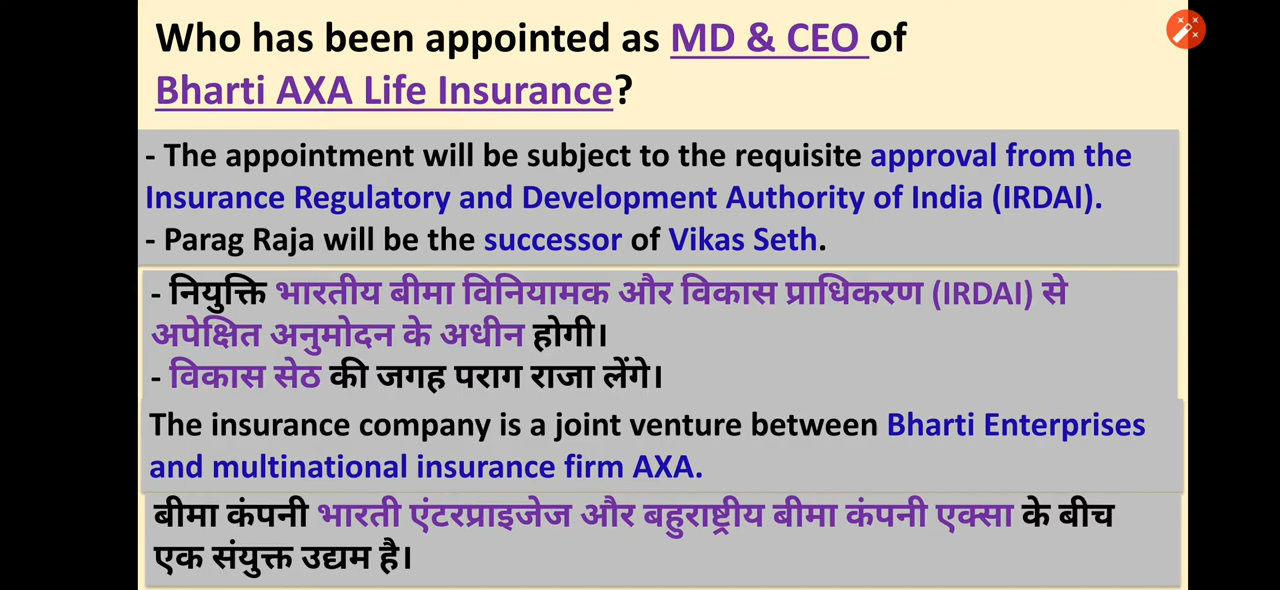 Who has been appointed as MD & CEO of
Bharti AXA Life Insurance?
- The appointment will be subject to the requisite approval from the
Insurance Regulatory and Development Authority of India (IRDAI).
- Parag Raja will be the successor of Vikas Seth.
- नियुक्ति भारतीय बीमा विनियामक और विकास प्राधिकरण (IRDAI) से
अपेक्षित अनुमोदन के अधीन होगी।
- विकास सेठ की जगह पराग राजा लेंगे।
The insurance company is a joint venture between Bharti Enterprises
and multinational insurance firm AXA.
बीमा कंपनी भारती एंटरप्राइजेज और बहुराष्ट्रीय बीमा कंपनी एक्सा के बीच
एक संयुक्त उद्यम है।